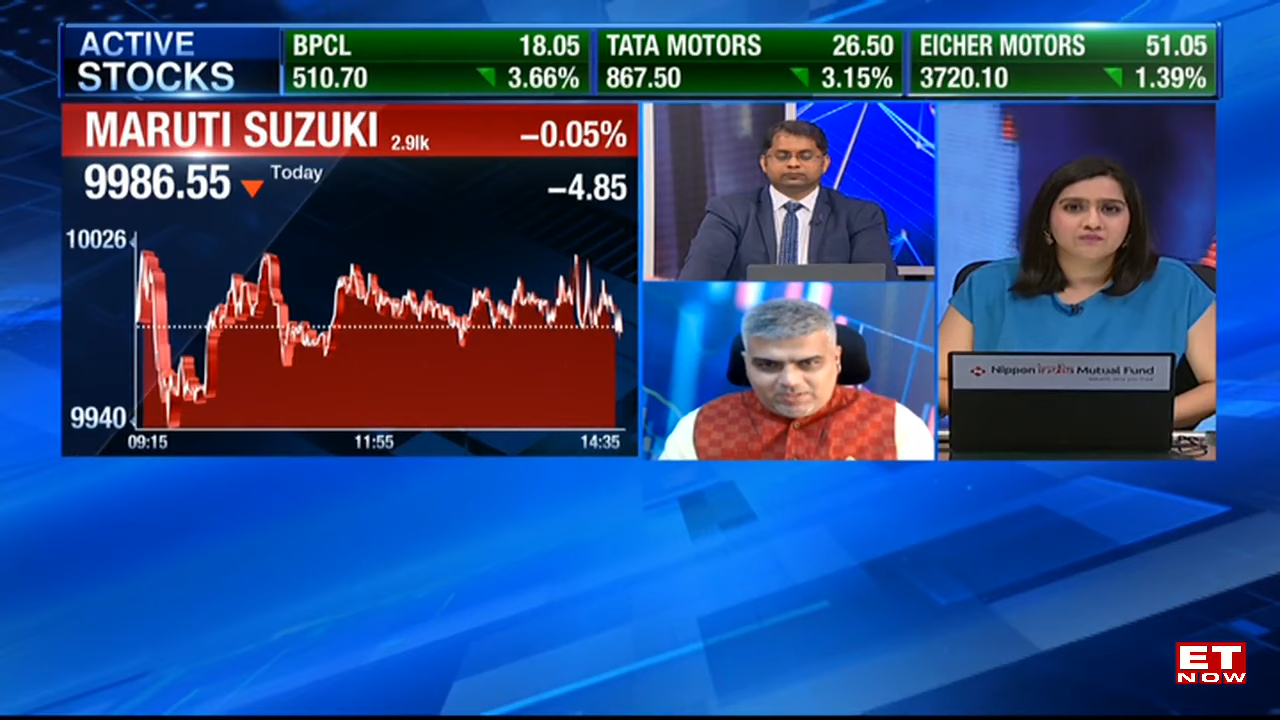 ACTIVE
STOCKS
BPCL 18.05
510.70 3.66%
TATA MOTORS 26.50
867.50 3.15%
EICHER MOTORS 51.05
3720.10 1.39%
MARUTI SUZUKI 2.9lk -0.05%
9986.55 Today -4.85
10026
9940
09:15 11:55 14:35
Nippon india Mutual Fund
ET
NOW